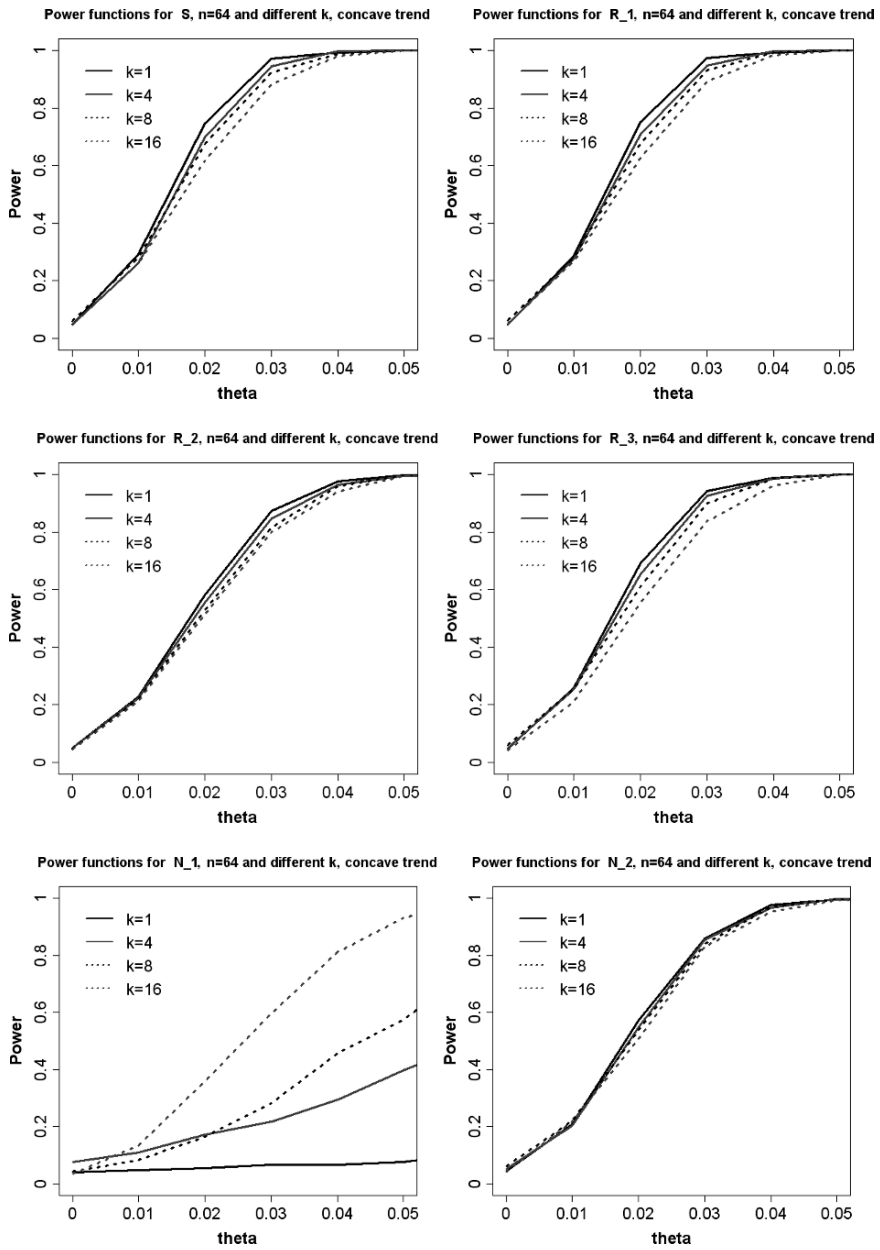 Power functions for S, n=64 and different k, concave trend
Power
1
0.8
0.6
0.4
0.2
0
k=1
k=4
k=8
k=16
0 0.01 0.02 0.03 0.04 0.05
theta
Power functions for R_1, n=64 and different k, concave trend
Power
1
0.8
0.6
0.4
0.2
0
k=1
k=4
k=8
k=16
0 0.01 0.02 0.03 0.04 0.05
theta
Power functions for R_2, n=64 and different k, concave trend
Power
1
0.8
0.6
0.4
0.2
0
k=1
k=4
k=8
k=16
0 0.01 0.02 0.03 0.04 0.05
theta
Power functions for R_3, n=64 and different k, concave trend
Power
1
0.8
0.6
0.4
0.2
0
k=1
k=4
k=8
k=16
0 0.01 0.02 0.03 0.04 0.05
theta
Power functions for N_1, n=64 and different k, concave trend
Power
1
0.8
0.6
0.4
0.2
0
k=1
k=4
k=8
k=16
0 0.01 0.02 0.03 0.04 0.05
theta
Power functions for N_2, n=64 and different k, concave trend
Power
1
0.8
0.6
0.4
0.2
0
k=1
k=4
k=8
k=16
0 0.01 0.02 0.03 0.04 0.05
theta